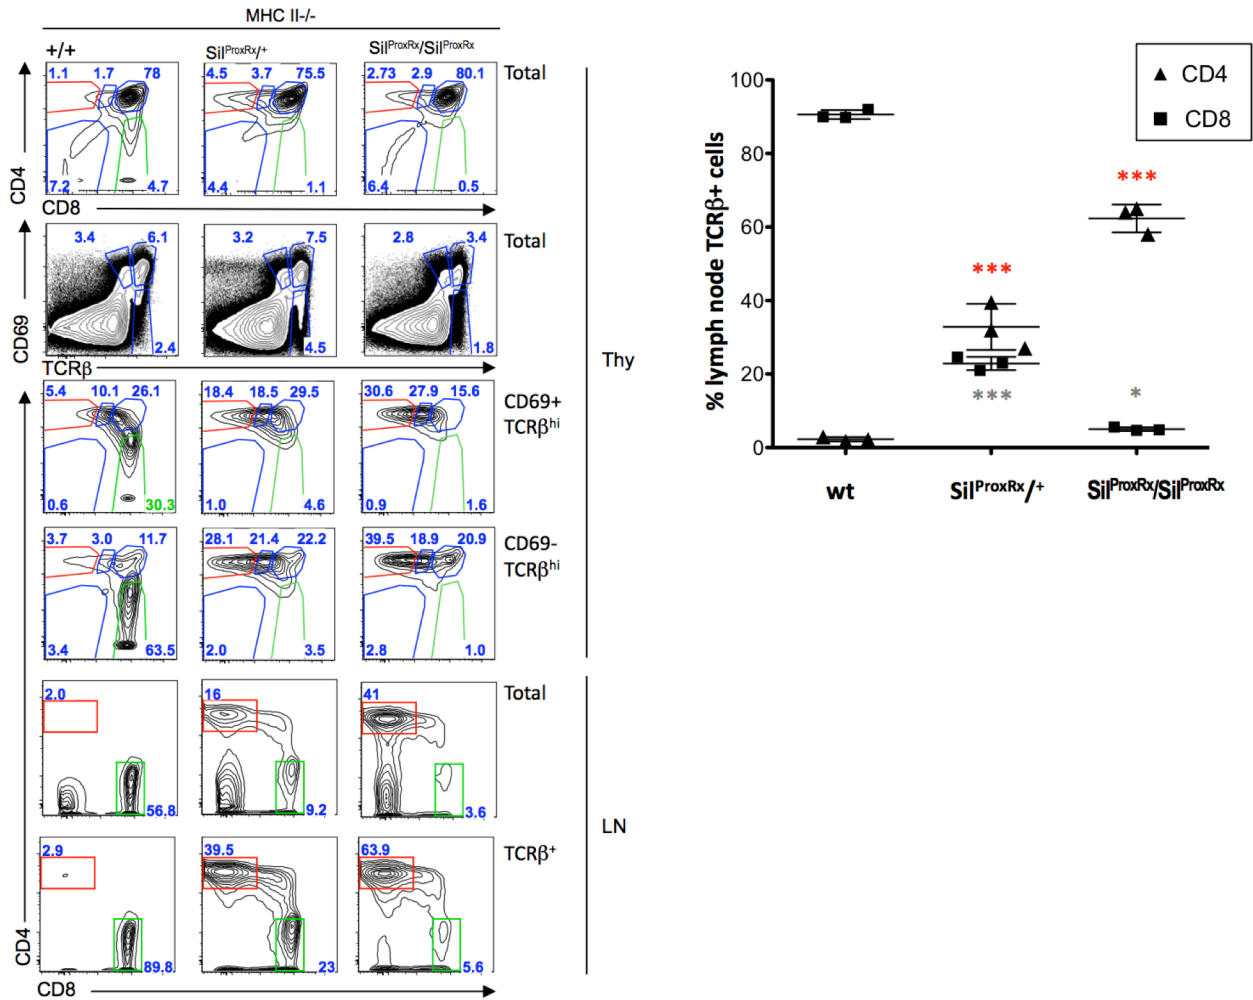 MHC II-/-
+/+ Sil^ProxRx/+ Sil^ProxRx/Sil^ProxRx
1.1 1.7 78 4.5 3.7 75.5 2.73 2.9 80.1 Total
7.2 4.7 4.4 1.1 6.4 0.5
CD4
CD8
3.4 6.1 3.2 7.5 2.8 3.4 Total
2.4 4.5 1.8
CD69
TCRβ
5.4 10.1 26.1 18.4 18.5 29.5 30.6 27.9 15.6 CD69+
TCRβhi
0.6 30.3 1.0 4.6 0.9 1.6
3.7 3.0 11.7 28.1 21.4 22.2 39.5 18.9 20.9 CD69-
TCRβhi
3.4 63.5 2.0 3.5 2.8 1.0
Thy
2.0 16 41 Total
56.8 9.2 3.6
2.9 39.5 63.9 TCRβ+
89.8 23 5.6
LN
CD4
CD8
CD4
CD8
% lymph node TCRβ+ cells
100
80
60
40
20
0
***
***
***
*
wt Sil^ProxRx/+ Sil^ProxRx/Sil^ProxRx